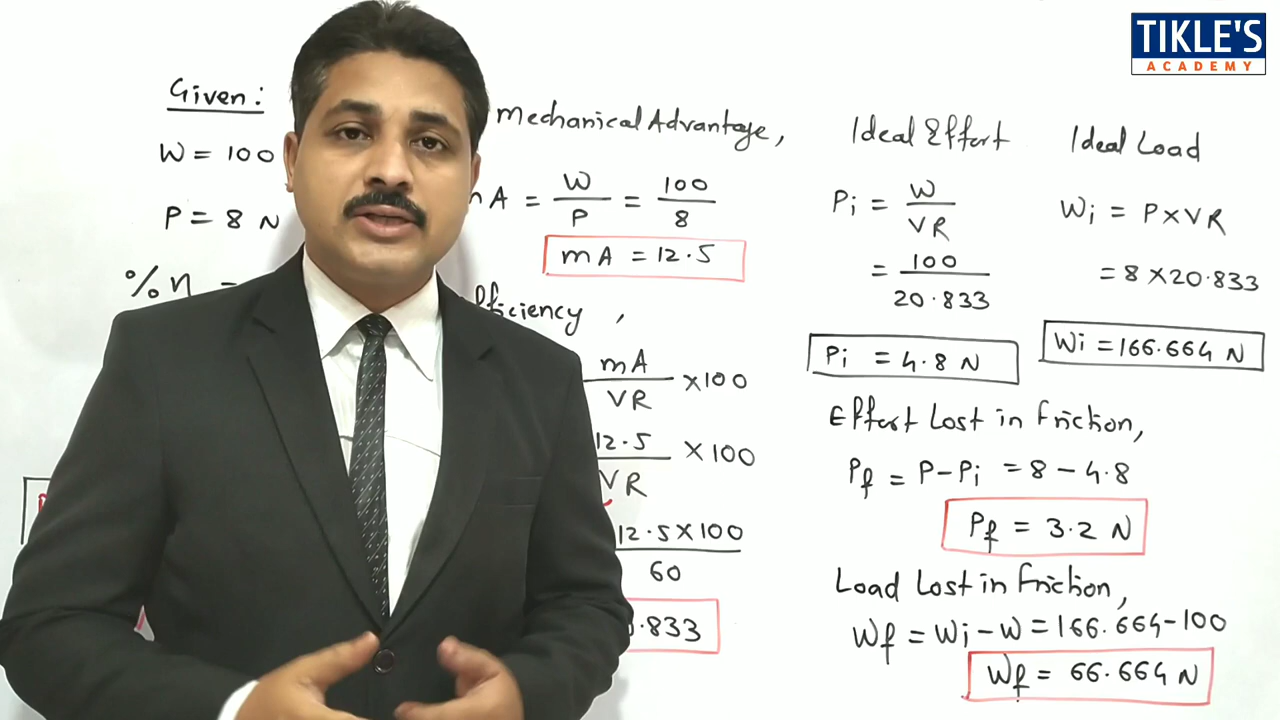 TIKLE'S
ACADEMY
Given:
W = 100
P = 8 N
% η =
Mechanical Advantage,
A = W/P = 100/8
MA = 12.5
fficiency,
MA/VR × 100
12.5/VR × 100
12.5 × 100/60
.833
Ideal Effort
Pi = W/VR
= 100/20.833
Pi = 4.8 N
Ideal Load
Wi = P × VR
= 8 × 20.833
Wi = 166.664 N
Effort Lost in Friction,
Pf = P - Pi = 8 - 4.8
Pf = 3.2 N
Load Lost in Friction,
Wf = Wi - W = 166.664 - 100
Wf = 66.664 N